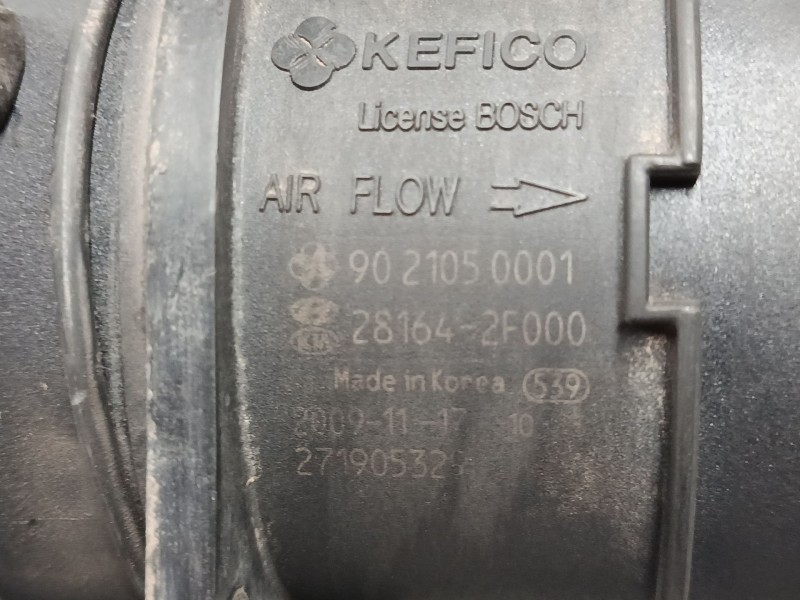 KEFICO
License BOSCH
AIR FLOW
90 2105 0001
28164-2F000
Made in Korea 539
2009-11-17 10